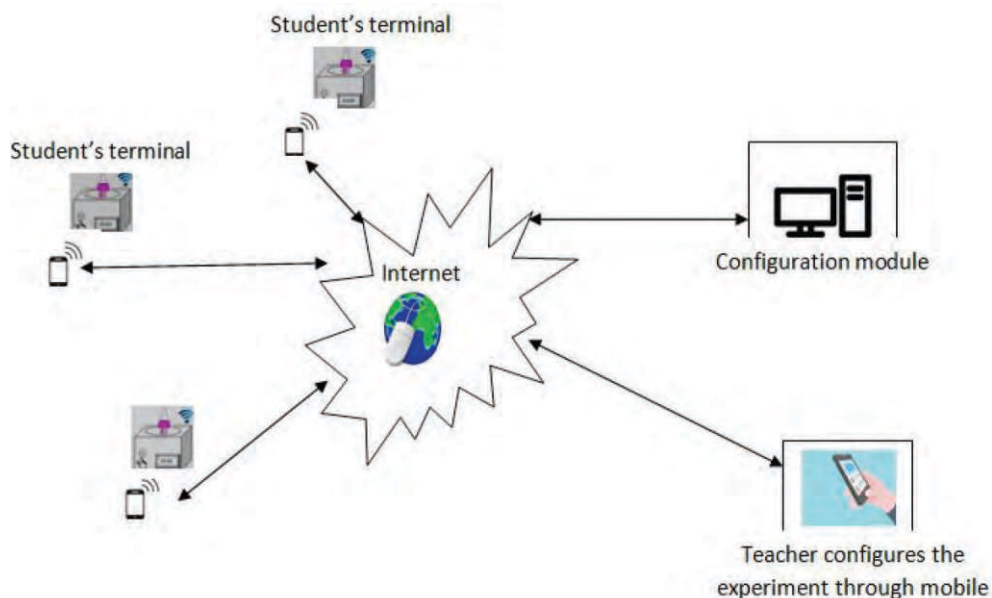 Student's terminal
Student's terminal
Internet
Configuration module
Teacher configures the
experiment through mobile